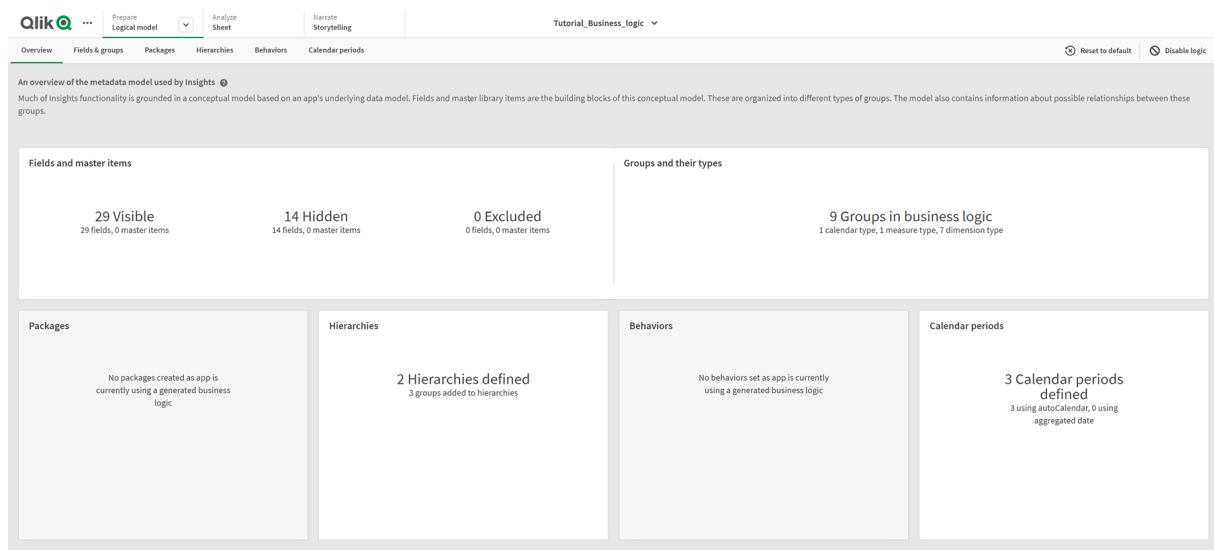 Qlik
Prepare
Logical model
Analyze
Sheet
Narrate
Storytelling
Tutorial_Business_logic
Overview
Fields & groups
Packages
Hierarchies
Behaviors
Calendar periods
Reset to default
Disable logic
An overview of the metadata model used by Insights
Much of Insights functionality is grounded in a conceptual model based on an app's underlying data model. Fields and master library items are the building blocks of this conceptual model. These are organized into different types of groups. The model also contains information about possible relationships between these
groups.
Fields and master items
29 Visible
29 fields, 0 master items
14 Hidden
14 fields, 0 master items
0 Excluded
0 fields, 0 master items
Groups and their types
9 Groups in business logic
1 calendar type, 1 measure type, 7 dimension type
Packages
No packages created as app is
currently using a generated business
logic
Hierarchies
2 Hierarchies defined
3 groups added to hierarchies
Behaviors
No behaviors set as app is currently
using a generated business logic
Calendar periods
3 Calendar periods
defined
3 using autoCalendar, 0 using
aggregated date